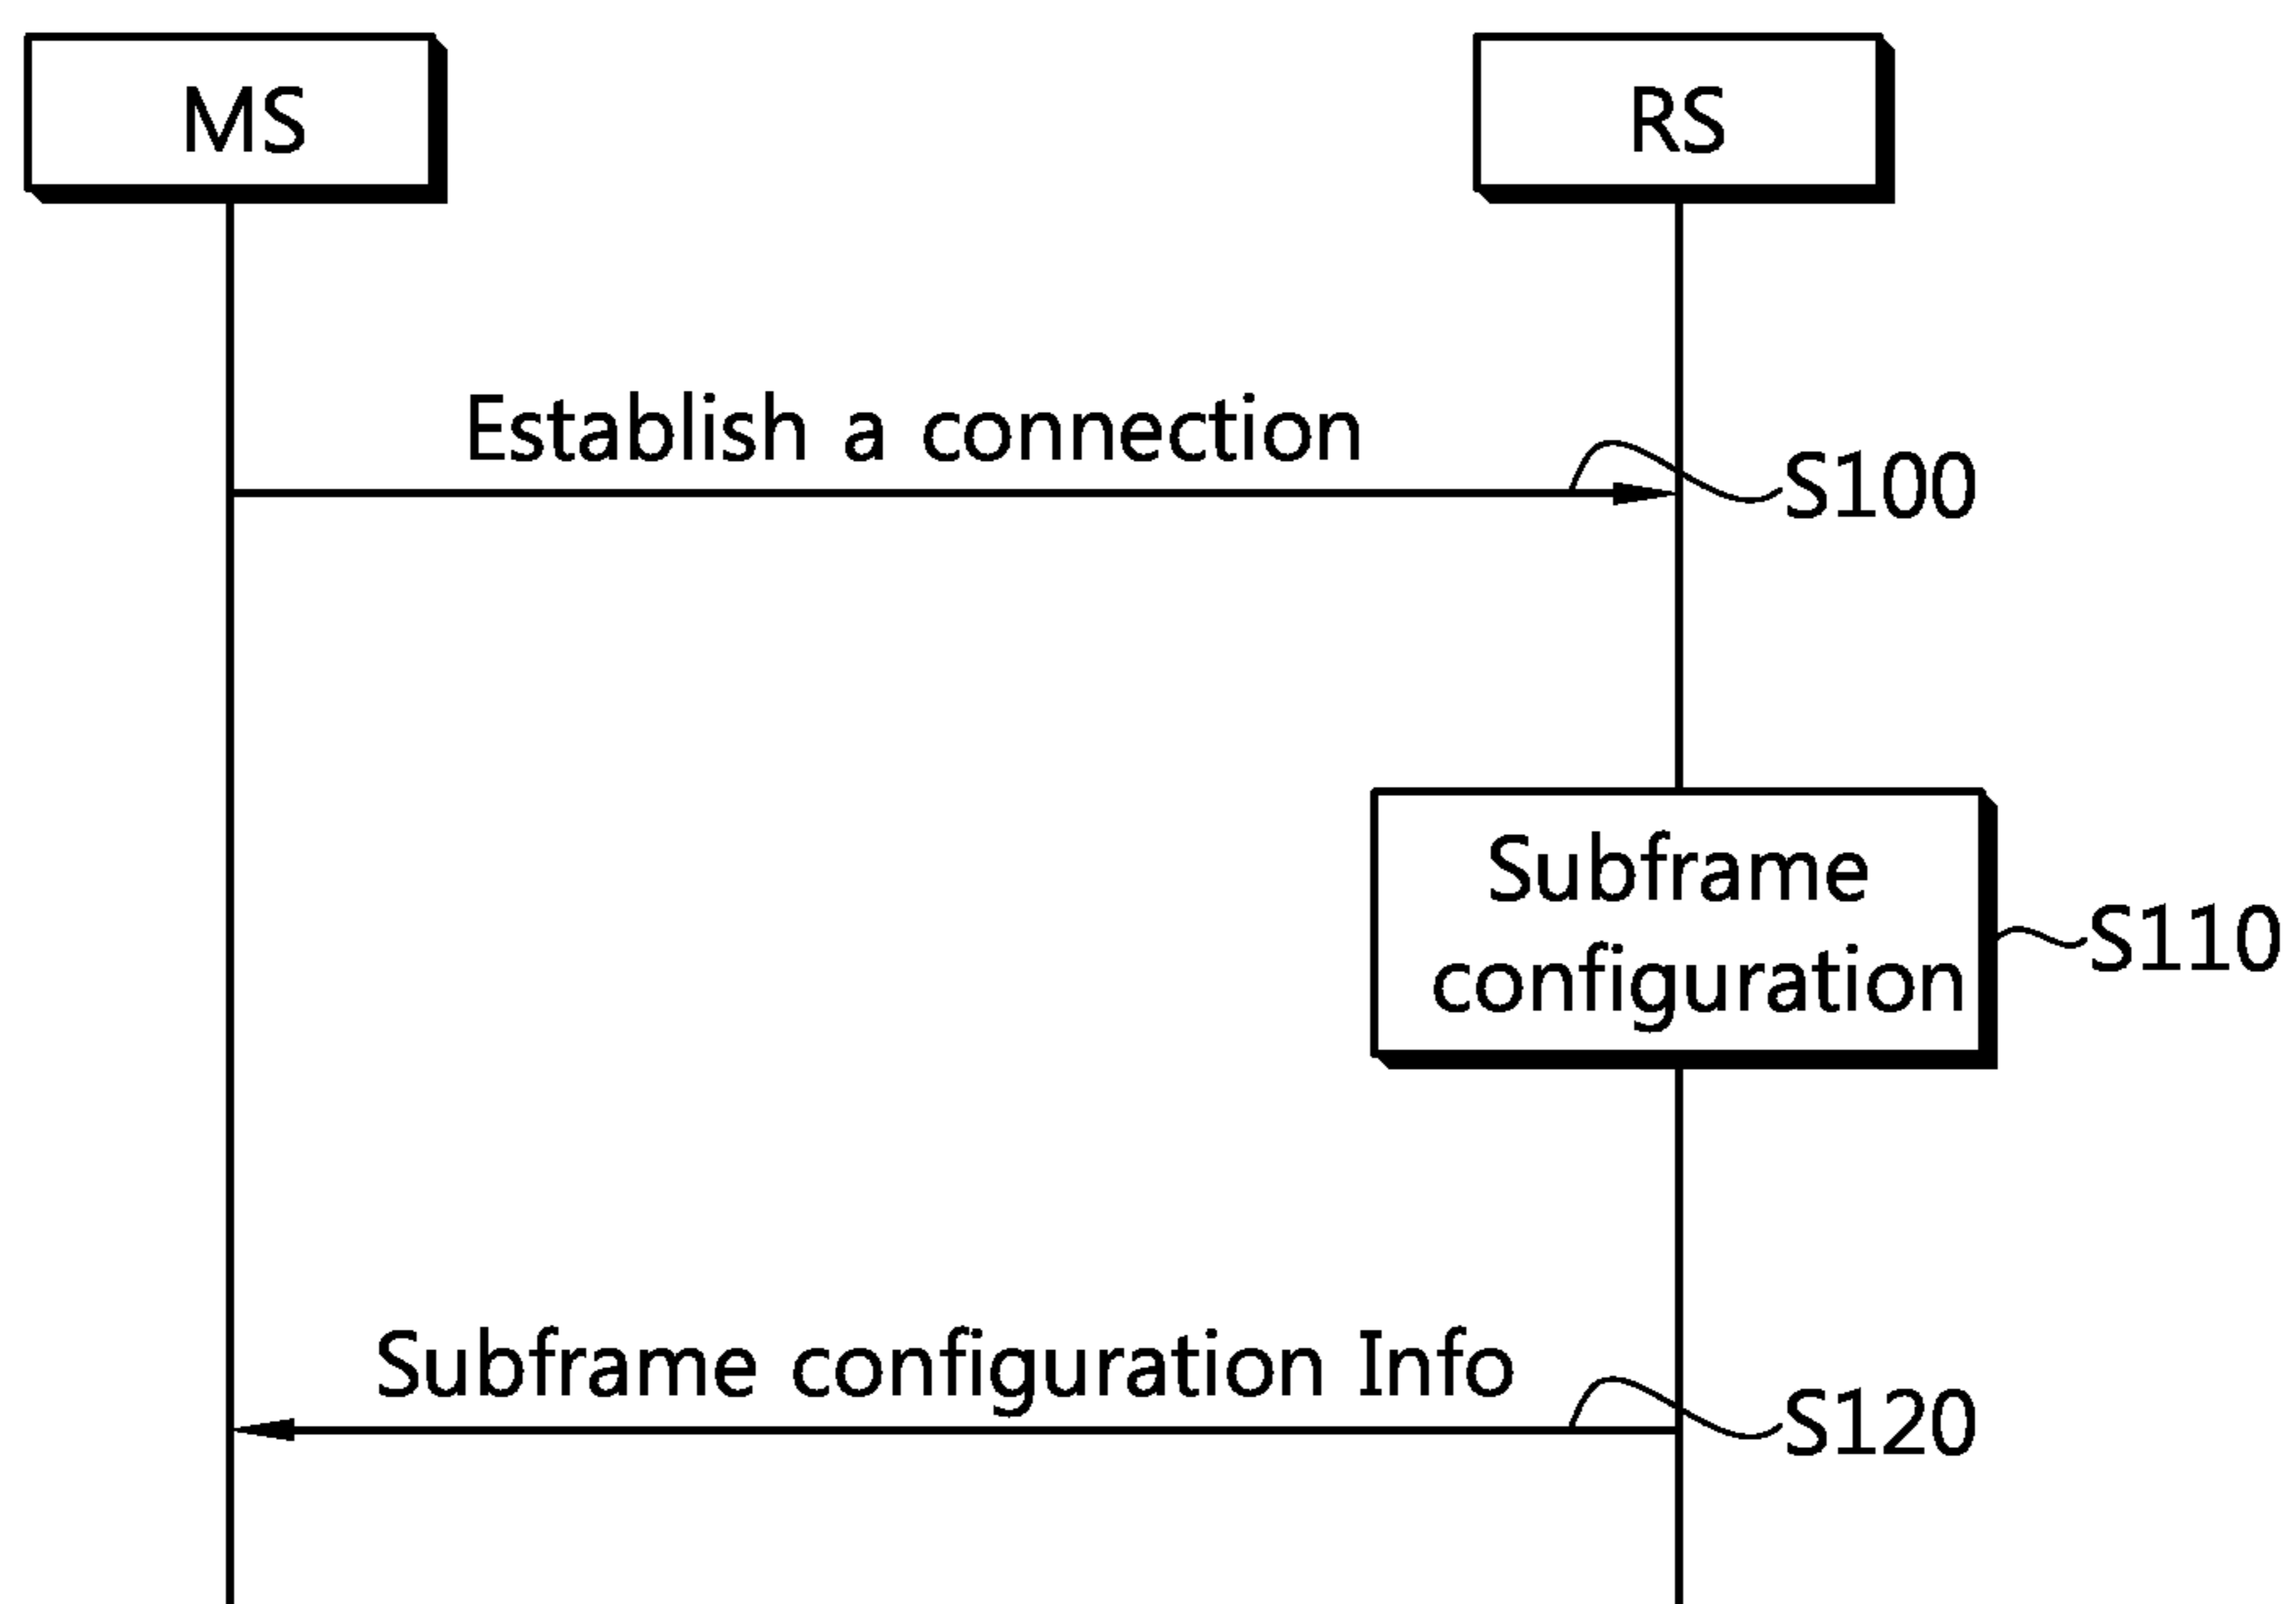 MS
RS
Establish a connection
S100
Subframe
configuration
S110
Subframe configuration Info
S120